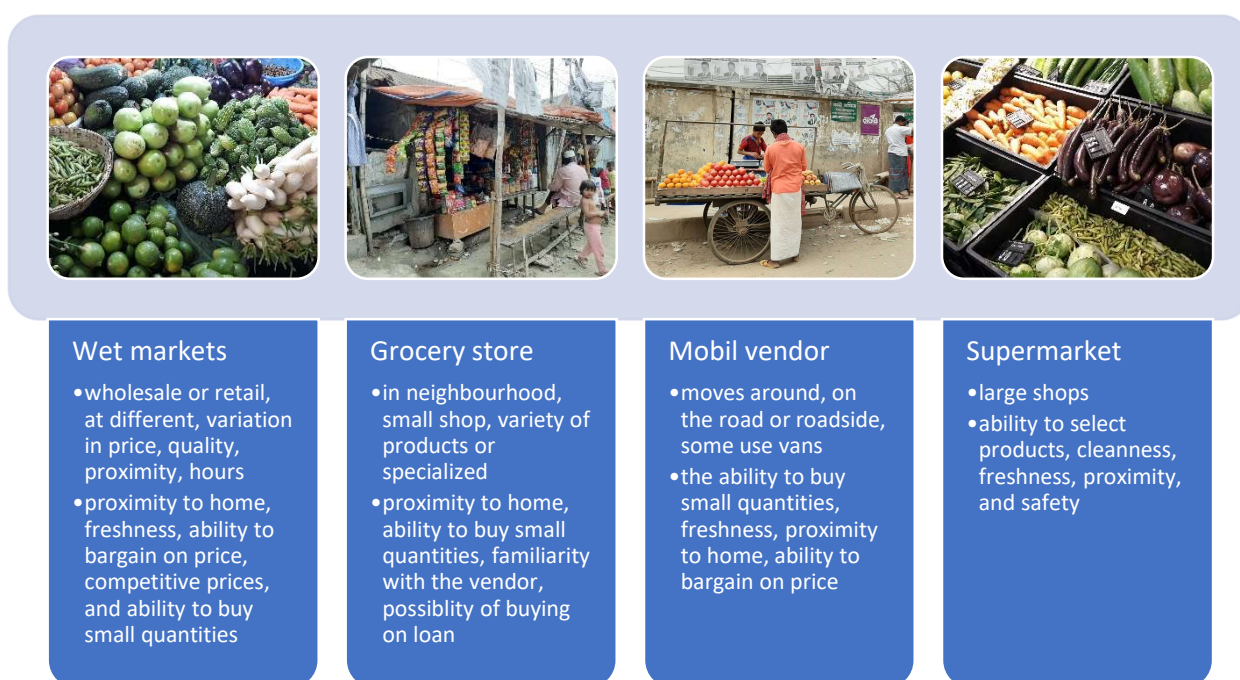 Wet markets
•wholesale or retail,
at different, variation
in price, quality,
proximity, hours
•proximity to home,
freshness, ability to
bargain on price,
competitive prices,
and ability to buy
small quantities
Grocery store
•in neighbourhood,
small shop, variety of
products or
specialized
•proximity to home,
ability to buy small
quantities, familiarity
with the vendor,
possiblity of buying
on loan
Mobil vendor
•moves around, on
the road or roadside,
some use vans
•the ability to buy
small quantities,
freshness, proximity
to home, ability to
bargain on price
Supermarket
•large shops
•ability to select
products, cleanness,
freshness, proximity,
and safety